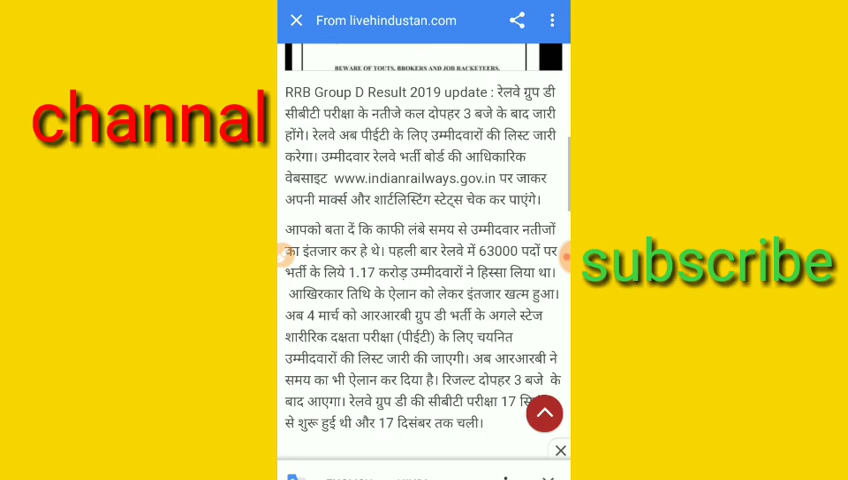 From livehindustan.com
BEWARE OF TOUTS, BROKERS AND JOB RACKETEERS.
channal
RRB Group D Result 2019 update : रेलवे ग्रुप डी
सीबीटी परीक्षा के नतीजे कल दोपहर 3 बजे के बाद जारी
होंगे। रेलवे अब पीईटी के लिए उम्मीदवारों की लिस्ट जारी
करेगा। उम्मीदवार रेलवे भर्ती बोर्ड की आधिकारिक
वेबसाइट www.indianrailways.gov.in पर जाकर
अपनी मार्क्स और शार्टलिस्टिंग स्टेट्स चेक कर पाएंगे।
आपको बता दें कि काफी लंबे समय से उम्मीदवार नतीजों
का इंतजार कर हे थे। पहली बार रेलवे में 63000 पदों पर
भर्ती के लिये 1.17 करोड़ उम्मीदवारों ने हिस्सा लिया था।
आखिरकार तिथि के ऐलान को लेकर इंतजार खत्म हुआ।
अब 4 मार्च को आरआरबी ग्रुप डी भर्ती के अगले स्टेज
शारीरिक दक्षता परीक्षा (पीईटी) के लिए चयनित
उम्मीदवारों की लिस्ट जारी की जाएगी। अब आरआरबी ने
समय का भी ऐलान कर दिया है। रिजल्ट दोपहर 3 बजे के
बाद आएगा। रेलवे ग्रुप डी की सीबीटी परीक्षा 17
से शुरू हुई थी और 17 दिसंबर तक चली।
subscribe